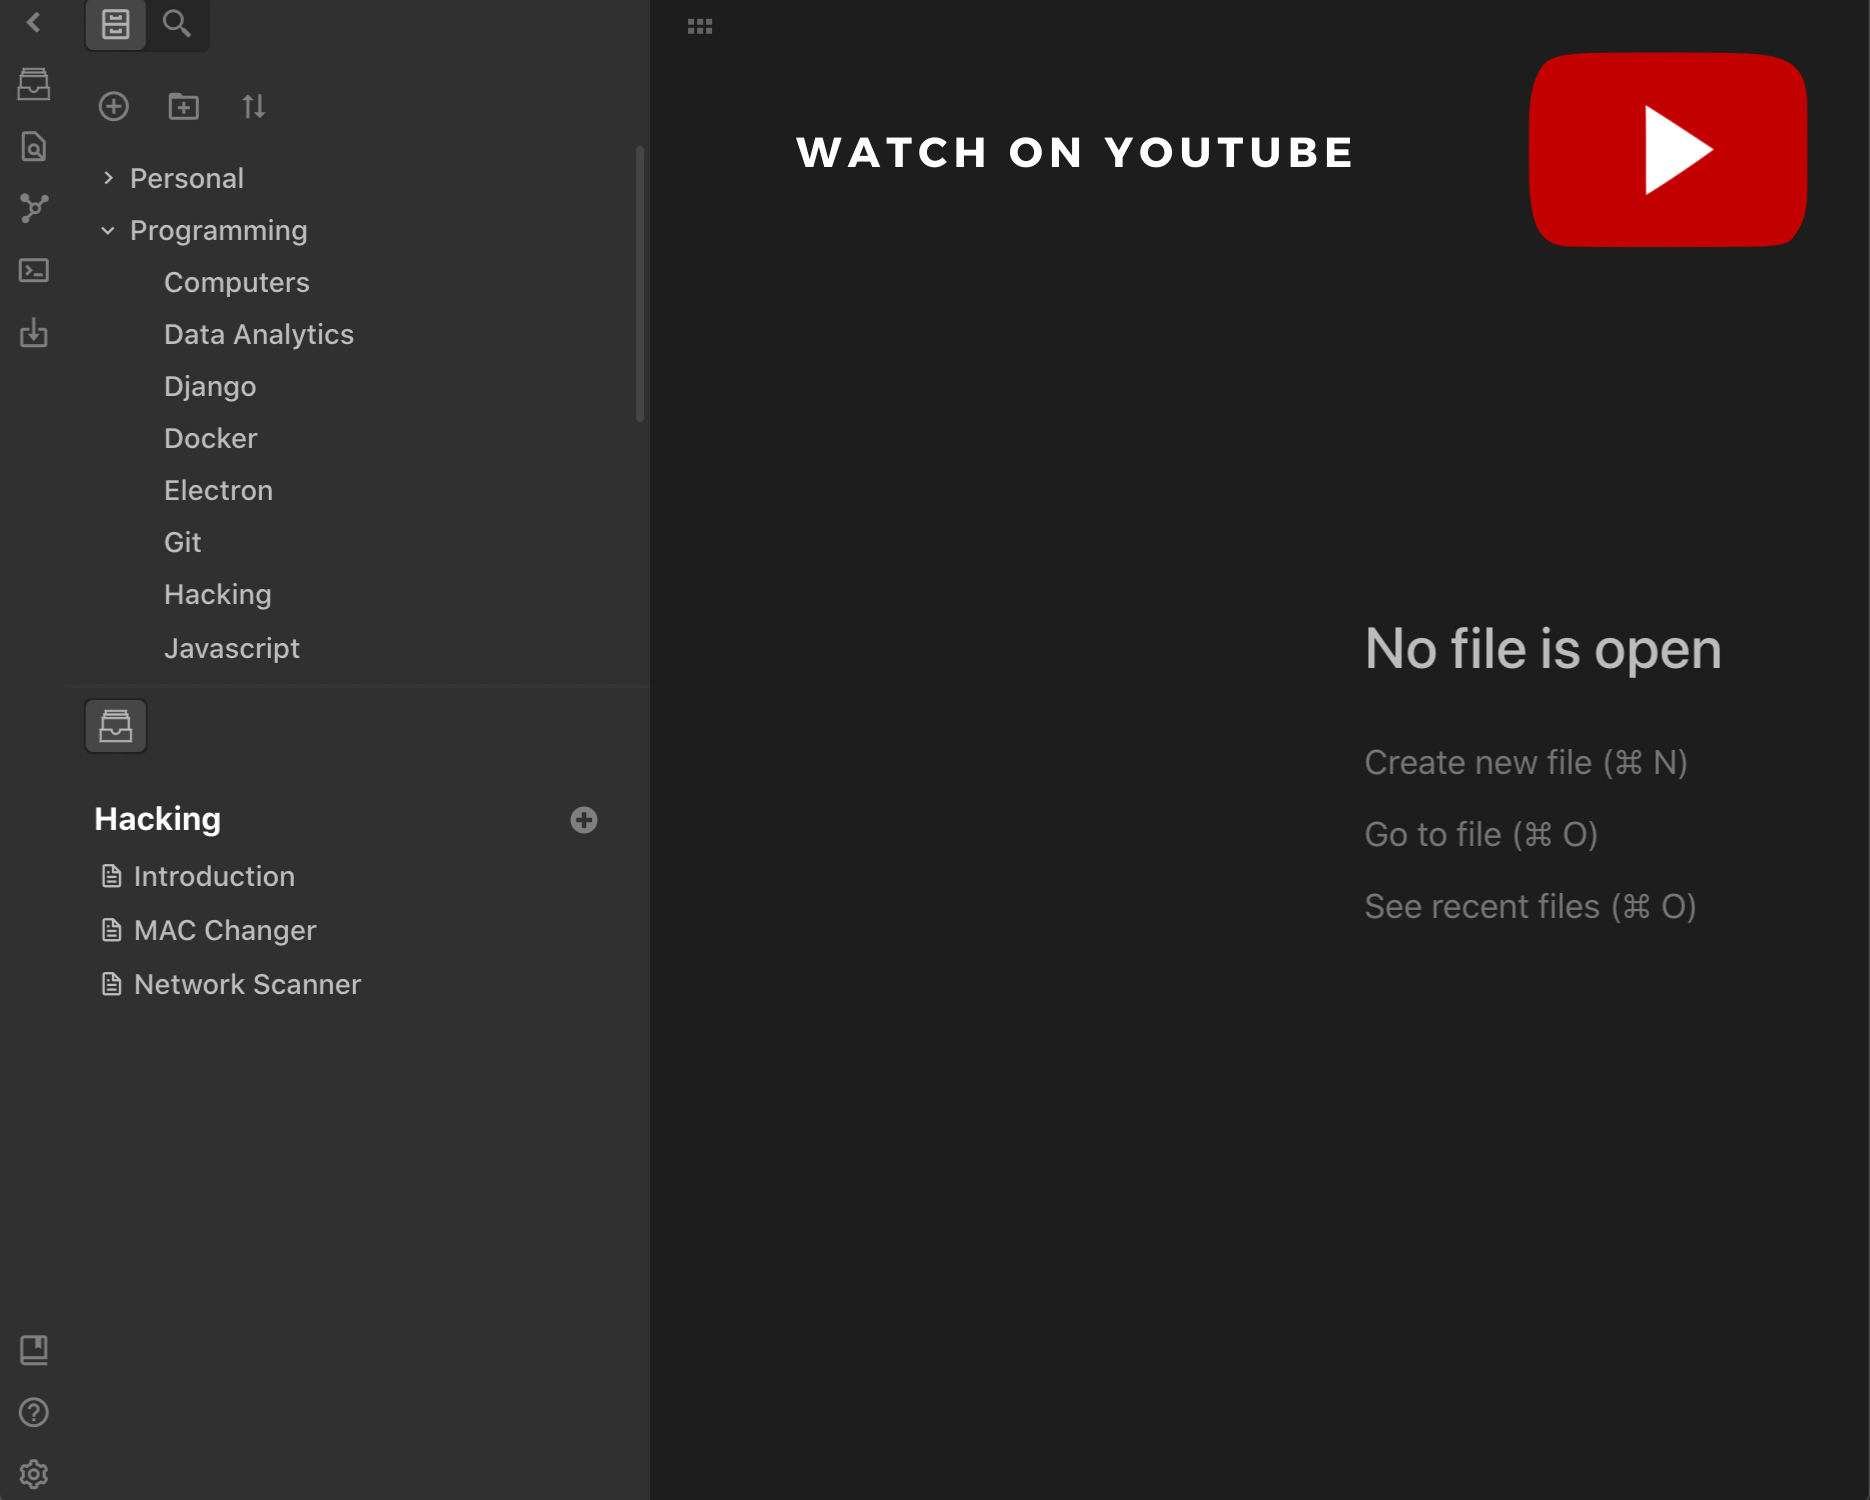 Personal
Programming
Computers
Data Analytics
Django
Docker
Electron
Git
Hacking
Javascript
Hacking
Introduction
MAC Changer
Network Scanner
WATCH ON YOUTUBE
No file is open
Create new file (⌘ N)
Go to file (⌘ O)
See recent files (⌘ O)